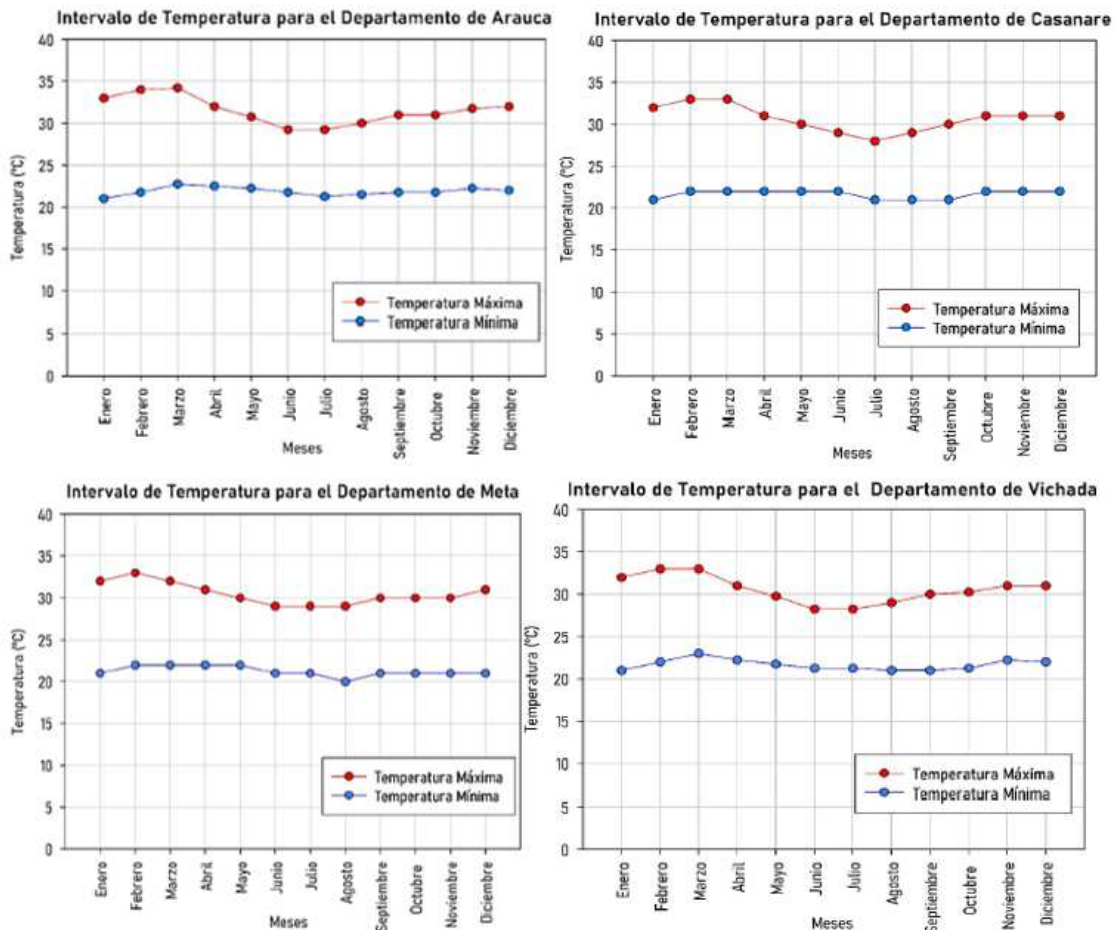 Intervalo de Temperatura para el Departamento de Arauca
Temperatura (ºC)
40
35
30
25
20
15
10
5
0
Temperatura Máxima
Temperatura Mínima
Enero
Febrero
Marzo
Abril
Mayo
Junio
Julio
Agosto
Septiembre
Octubre
Noviembre
Diciembre
Meses
Intervalo de Temperatura para el Departamento de Casanare
Temperatura (ºC)
40
35
30
25
20
15
10
5
0
Temperatura Máxima
Temperatura Mínima
Enero
Febrero
Marzo
Abril
Mayo
Junio
Julio
Agosto
Septiembre
Octubre
Noviembre
Diciembre
Meses
Intervalo de Temperatura para el Departamento de Meta
Temperatura (ºC)
40
35
30
25
20
15
10
5
0
Temperatura Máxima
Temperatura Mínima
Enero
Febrero
Marzo
Abril
Mayo
Junio
Julio
Agosto
Septiembre
Octubre
Noviembre
Diciembre
Meses
Intervalo de Temperatura para el Departamento de Vichada
Temperatura (ºC)
40
35
30
25
20
15
10
5
0
Temperatura Máxima
Temperatura Mínima
Enero
Febrero
Marzo
Abril
Mayo
Junio
Julio
Agosto
Septiembre
Octubre
Noviembre
Diciembre
Meses